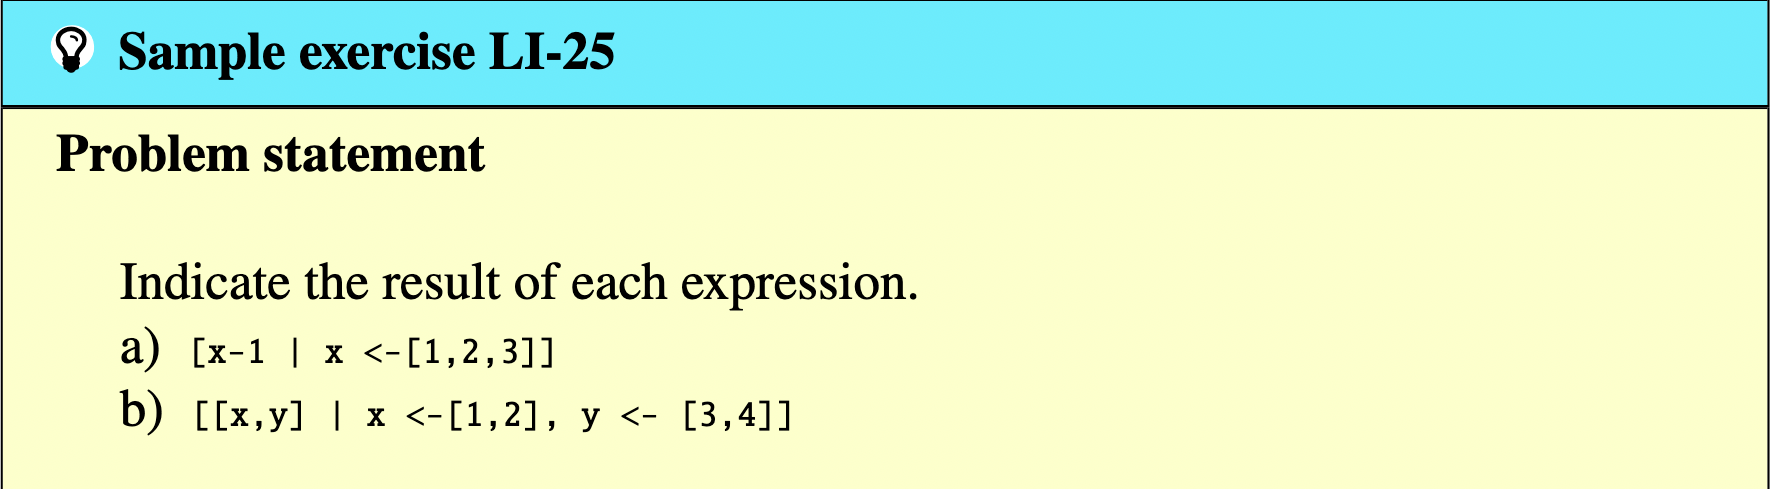 Sample exercise LI-25
Problem statement
Indicate the result of each expression.
a) [x-1 | x <-[1,2,3]]
b) [[x,y] | x <-[1,2], y <- [3,4]]